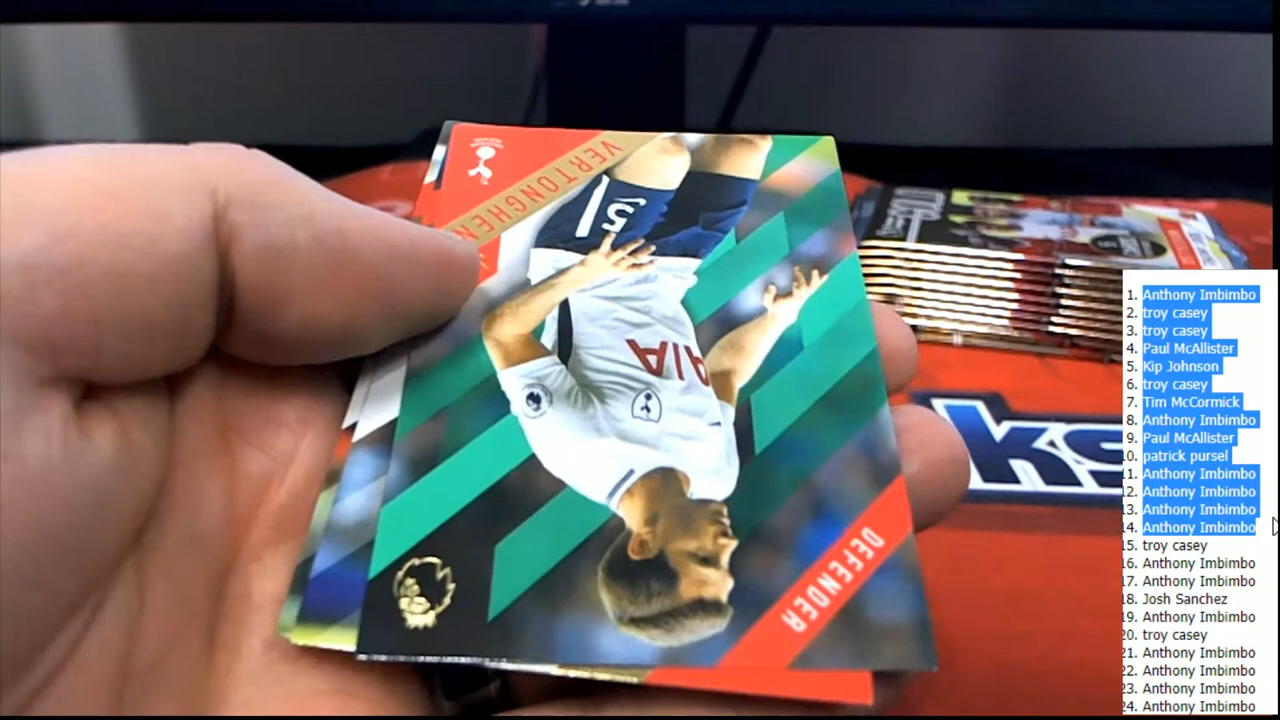 VERTONGHEN
5
AIA
DEFENDER
ks
1. Anthony Imbimbo
2. troy casey
3. troy casey
4. Paul McAllister
5. Kip Johnson
6. troy casey
7. Tim McCormick
8. Anthony Imbimbo
9. Paul McAllister
10. patrick pursel
11. Anthony Imbimbo
12. Anthony Imbimbo
13. Anthony Imbimbo
14. Anthony Imbimbo
15. troy casey
16. Anthony Imbimbo
17. Anthony Imbimbo
18. Josh Sanchez
19. Anthony Imbimbo
20. troy casey
21. Anthony Imbimbo
22. Anthony Imbimbo
23. Anthony Imbimbo
24. Anthony Imbimbo